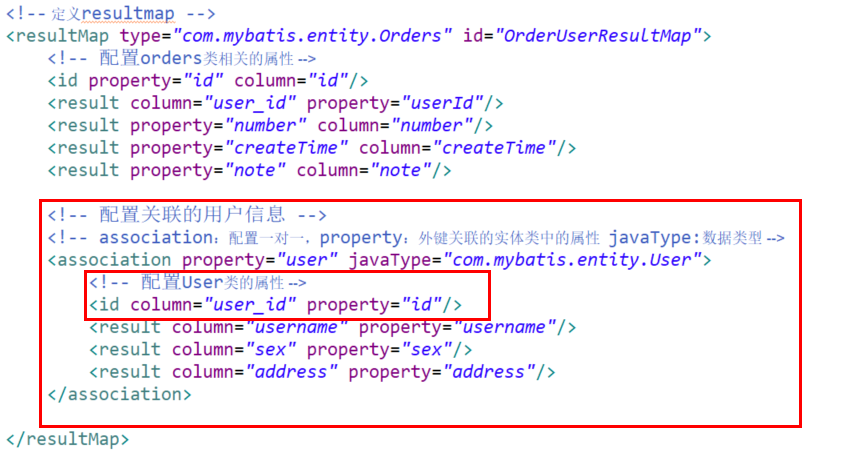 <!-- 定义resultmap -->
<resultMap type="com.mybatis.entity.Orders" id="OrderUserResultMap">
<!-- 配置orders类相关的属性-->
<id property="id" column="id"/>
<result column="user_id" property="userId"/>
<result property="number" column="number"/>
<result property="createTime" column="createTime"/>
<result property="note" column="note"/>
<!-- 配置关联的用户信息 -->
<!-- association：配置一对一，property：外键关联的实体类中的属性 javaType:数据类型-->
<association property="user" javaType="com.mybatis.entity.User">
<!-- 配置User类的属性-->
<id column="user_id" property="id"/>
<result column="username" property="username"/>
<result column="sex" property="sex"/>
<result column="address" property="address"/>
</association>
</resultMap>